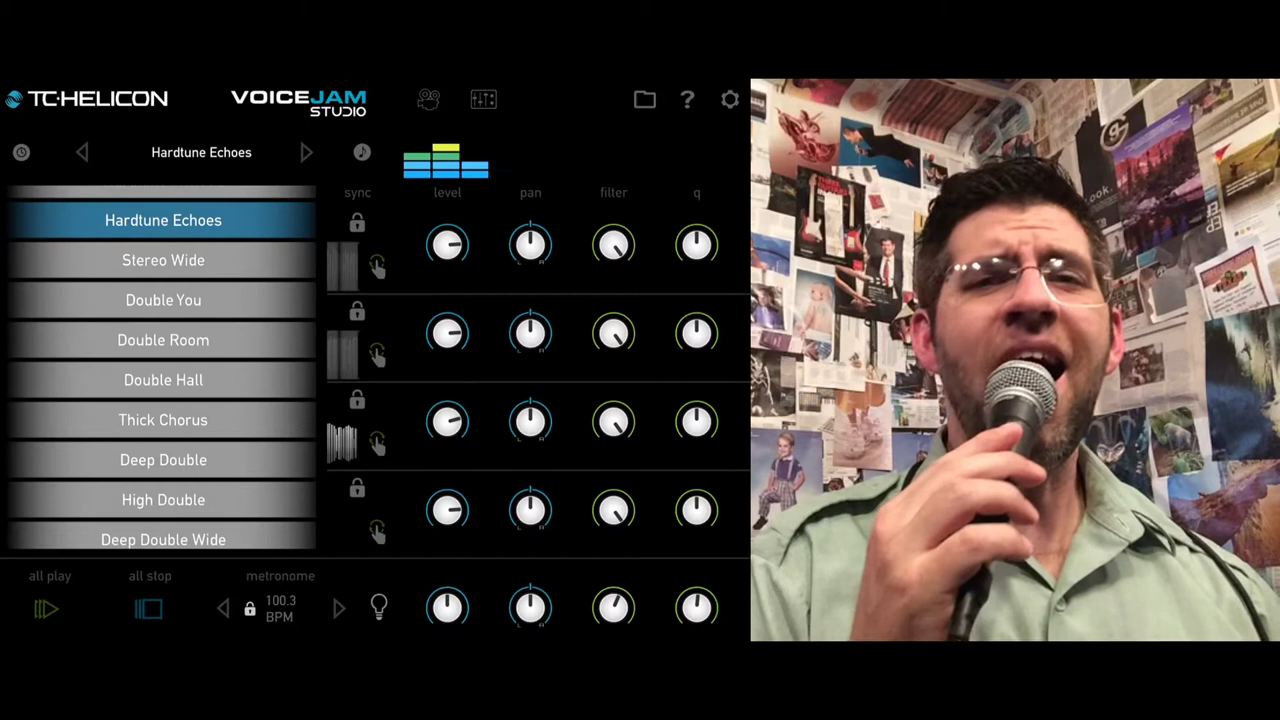 TC·HELICON
VOICEJAM
STUDIO
?
Hardtune Echoes
sync
level
pan
filter
q
Hardtune Echoes
Stereo Wide
Double You
Double Room
Double Hall
Thick Chorus
Deep Double
High Double
Deep Double Wide
L R
L R
L R
L R
all play
all stop
metronome
100.3
BPM
L R